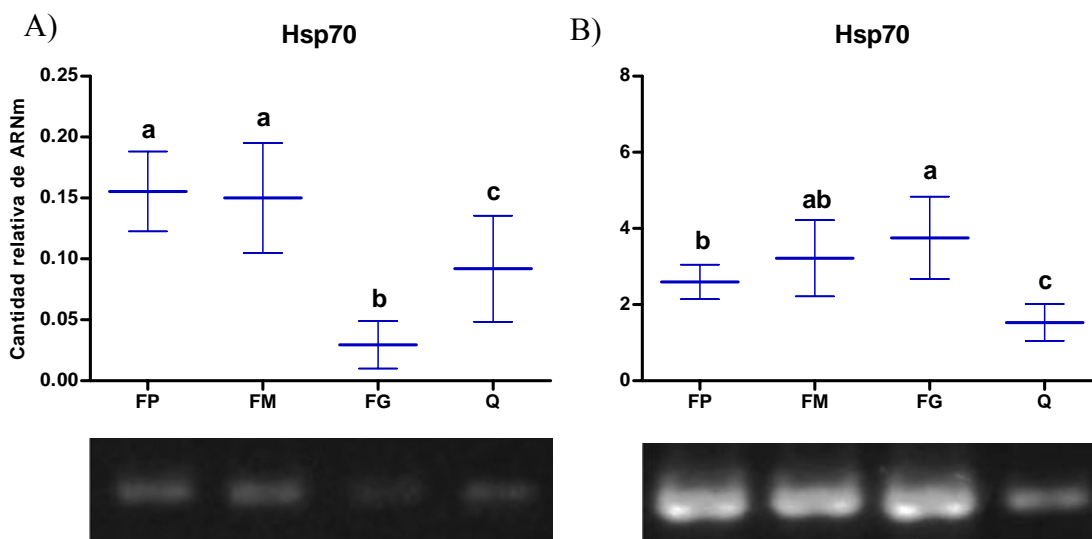 A)
Hsp70
Cantidad relativa de ARNm
0.25
0.20
0.15
0.10
0.05
0.00
a
a
b
c
FP FM FG Q
B)
Hsp70
8
6
4
2
0
b
ab
a
c
FP FM FG Q